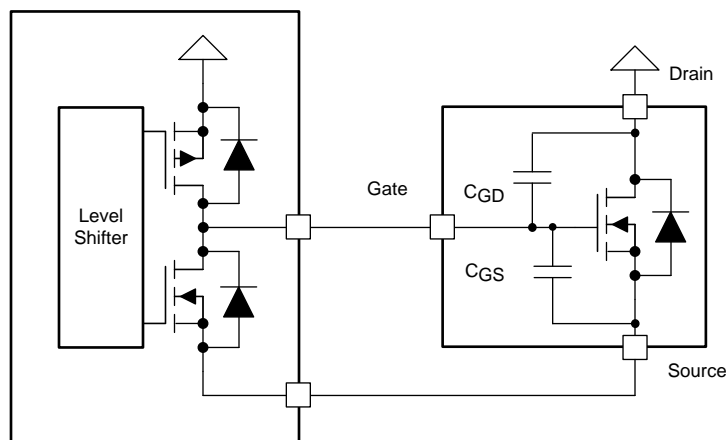 Drain
Gate
CGD
Level
Shifter
CGS
Source